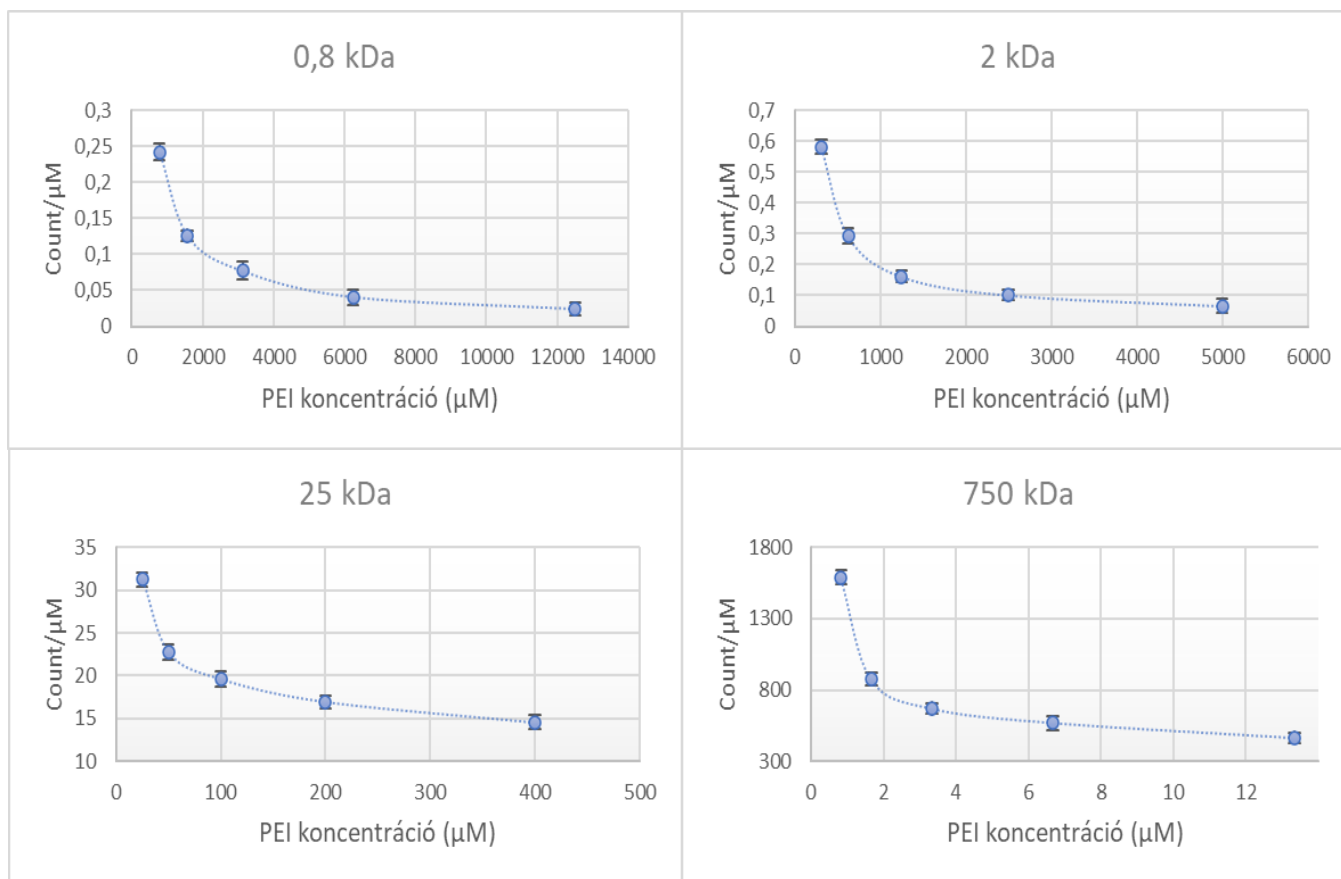 0,8 kDa
Count/µM
0,3
0,25
0,2
0,15
0,1
0,05
0
0 2000 4000 6000 8000 10000 12000 14000
PEI koncentráció (µM)
2 kDa
Count/µM
0,7
0,6
0,5
0,4
0,3
0,2
0,1
0
0 1000 2000 3000 4000 5000 6000
PEI koncentráció (µM)
25 kDa
Count/µM
35
30
25
20
15
10
0 100 200 300 400 500
PEI koncentráció (µM)
750 kDa
Count/µM
1800
1300
800
300
0 2 4 6 8 10 12
PEI koncentráció (µM)